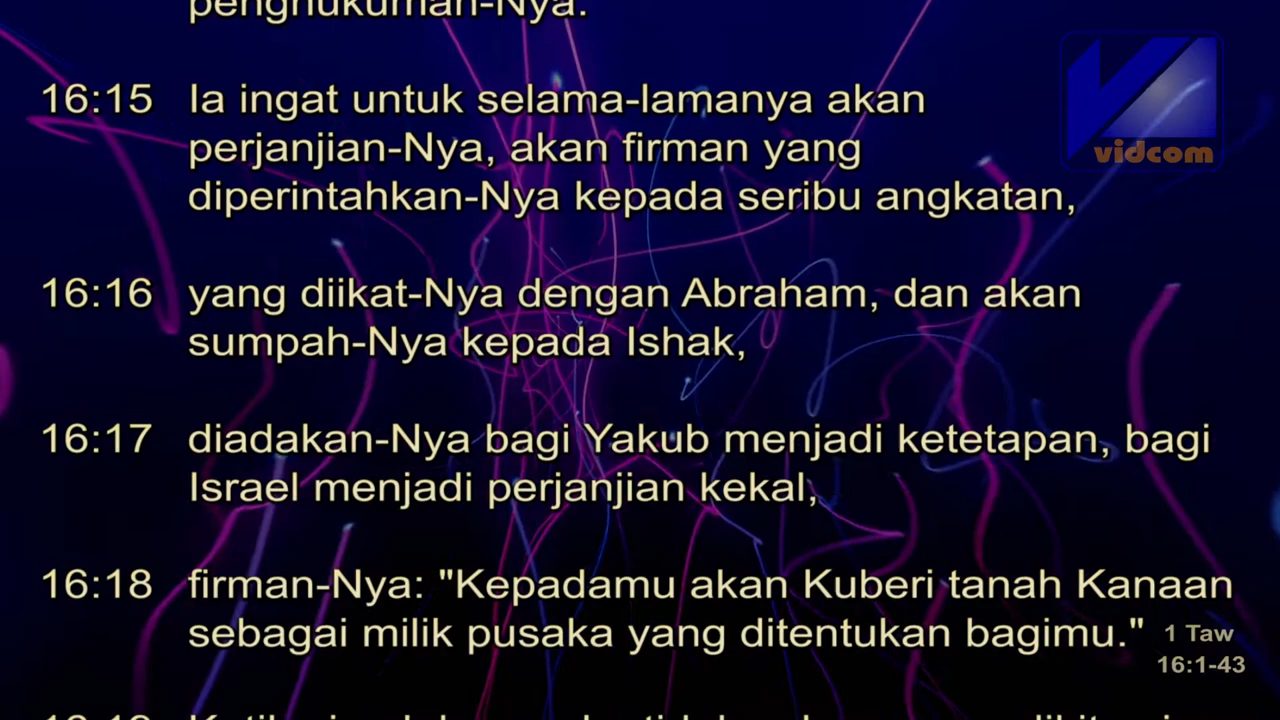 penghukuman-Nya.
16:15 Ia ingat untuk selama-lamanya akan
perjanjian-Nya, akan firman yang
diperintahkan-Nya kepada seribu angkatan,
16:16 yang diikat-Nya dengan Abraham, dan akan
sumpah-Nya kepada Ishak,
16:17 diadakan-Nya bagi Yakub menjadi ketetapan, bagi
Israel menjadi perjanjian kekal,
16:18 firman-Nya: "Kepadamu akan Kuberi tanah Kanaan
sebagai milik pusaka yang ditentukan bagimu."
1 Taw
16:1-43
vidcom